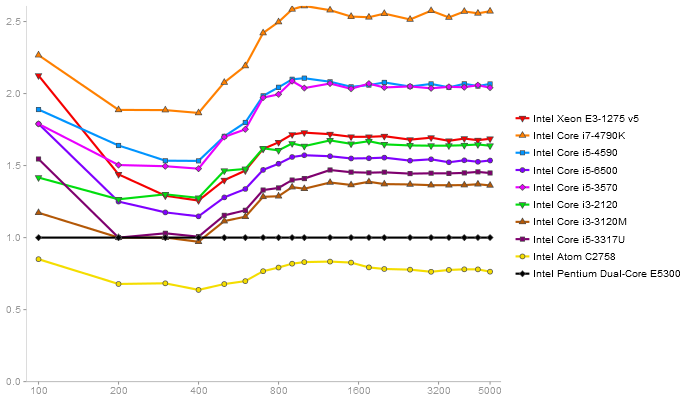 2.5
2.0
1.5
1.0
0.5
0.0
100 200 400 800 1600 3200 5000
Intel Xeon E3-1275 v5
Intel Core i7-4790K
Intel Core i5-4590
Intel Core i5-6500
Intel Core i5-3570
Intel Core i3-2120
Intel Core i3-3120M
Intel Core i5-3317U
Intel Atom C2758
Intel Pentium Dual-Core E5300